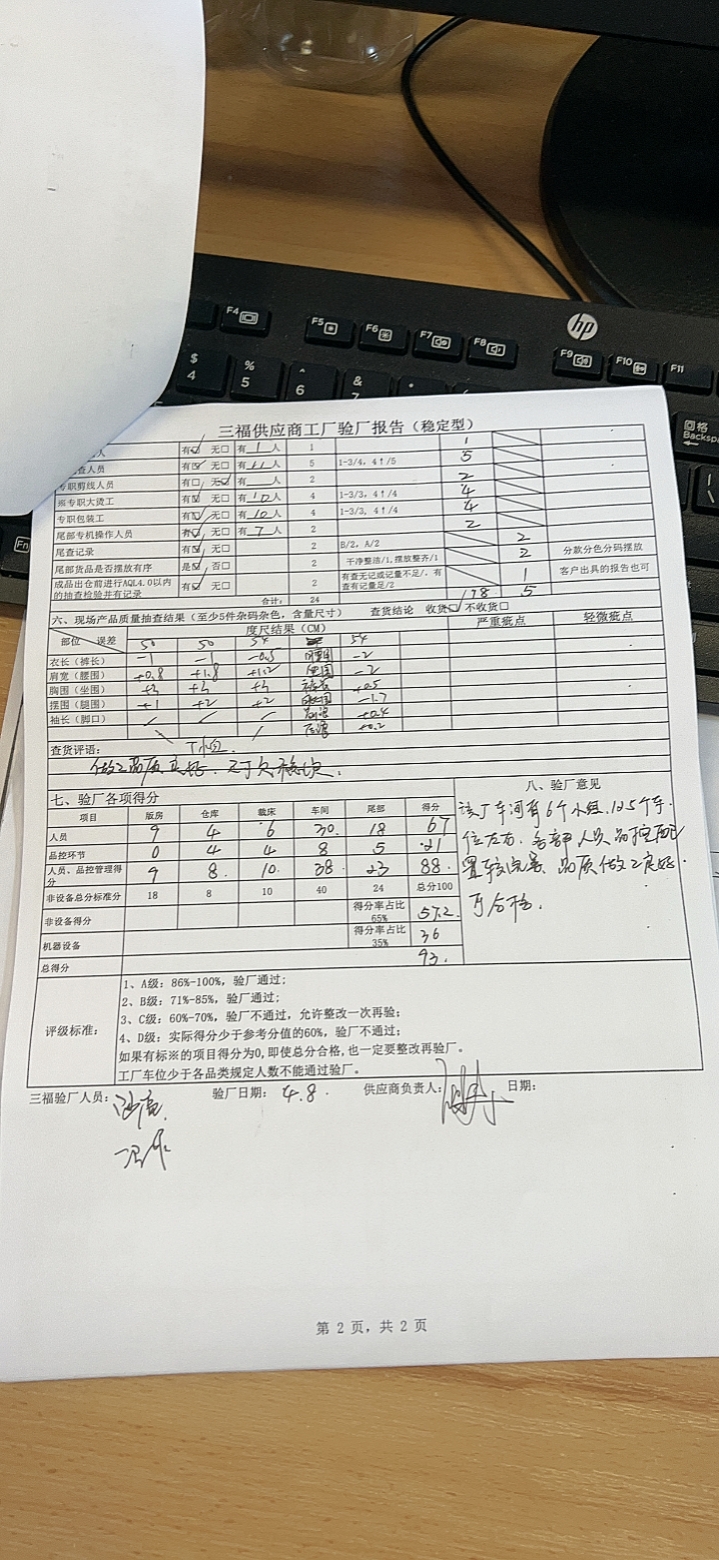 F4
F5
F6
F7
F8
hp
F9
F10
F11
$
4
%
5
^
6
&
7
回格
Backsp
Fn
三福供应商工厂验厂报告（稳定型）
人 有☑ 无□ 有 1 人 1 1
查人员 有☑ 无□ 有 11 人 5 1-3/4，4↑/5 5
专职剪线人员 有□ 无☑ 有 人 2 2
班专职大烫工 有☑ 无□ 有 10 人 4 1-3/3，4↑/4 4
专职包装工 有☑ 无□ 有 10 人 4 1-3/3，4↑/4 4
尾部专机操作人员 有☑ 无□ 有 7 人 2 2
尾查记录 有☑ 无□ 2 B/2，A/2 2
尾部货品是否摆放有序 是☑ 否□ 2 干净整洁/1，摆放整齐/1 2 分款分色分码摆放
成品出仓前进行AQL4.0以内的抽查检验并有记录 有☑ 无□ 2 有查无记或记量不足/，有查有记量足/2 1 客户出具的报告也可
合计： 24 18 5
六、现场产品质量抽查结果（至少5件杂码杂色，含量尺寸） 查货结论 收货☑ 不收货□
部位 误差 度尺结果（CM） 严重疵点 轻微疵点
50 50 54 54
衣长（裤长） -1 -1 -0.5 -2
肩宽（腰围） +0.8 +1.8 +1.2 -2
胸围（坐围） +0.5
摆围（腿围） +1 +2 +2 -1.7
袖长（脚口） +0.4
+0.2
查货评语： T恤
七、验厂各项得分
项目 版房 仓库 裁床 车间 尾部 得分
人员 9 4 6 30. 18 67
品控环节 0 4 4 8 5 21
人员、品控管理得分 9 8. 10. 38. 23 88.
非设备总分标准分 18 8 10 40 24 总分100
非设备得分 得分率占比65% 57.2.
机器设备 得分率占比35% 36
总得分 93.
八、验厂意见
该厂车间有6个小组，125个车
位左右，各部人员品控配
置较完善，品质做工良好.
可合格.
评级标准：
1、A级：86%-100%，验厂通过；
2、B级：71%-85%，验厂通过；
3、C级：60%-70%，验厂不通过，允许整改一次再验；
4、D级：实际得分少于参考分值的60%，验厂不通过；
如果有标※的项目得分为0,即使总分合格,也一定要整改再验厂。
工厂车位少于各品类规定人数不能通过验厂。
三福验厂人员： 验厂日期：4.8. 供应商负责人： 日期：
第 2 页，共 2 页